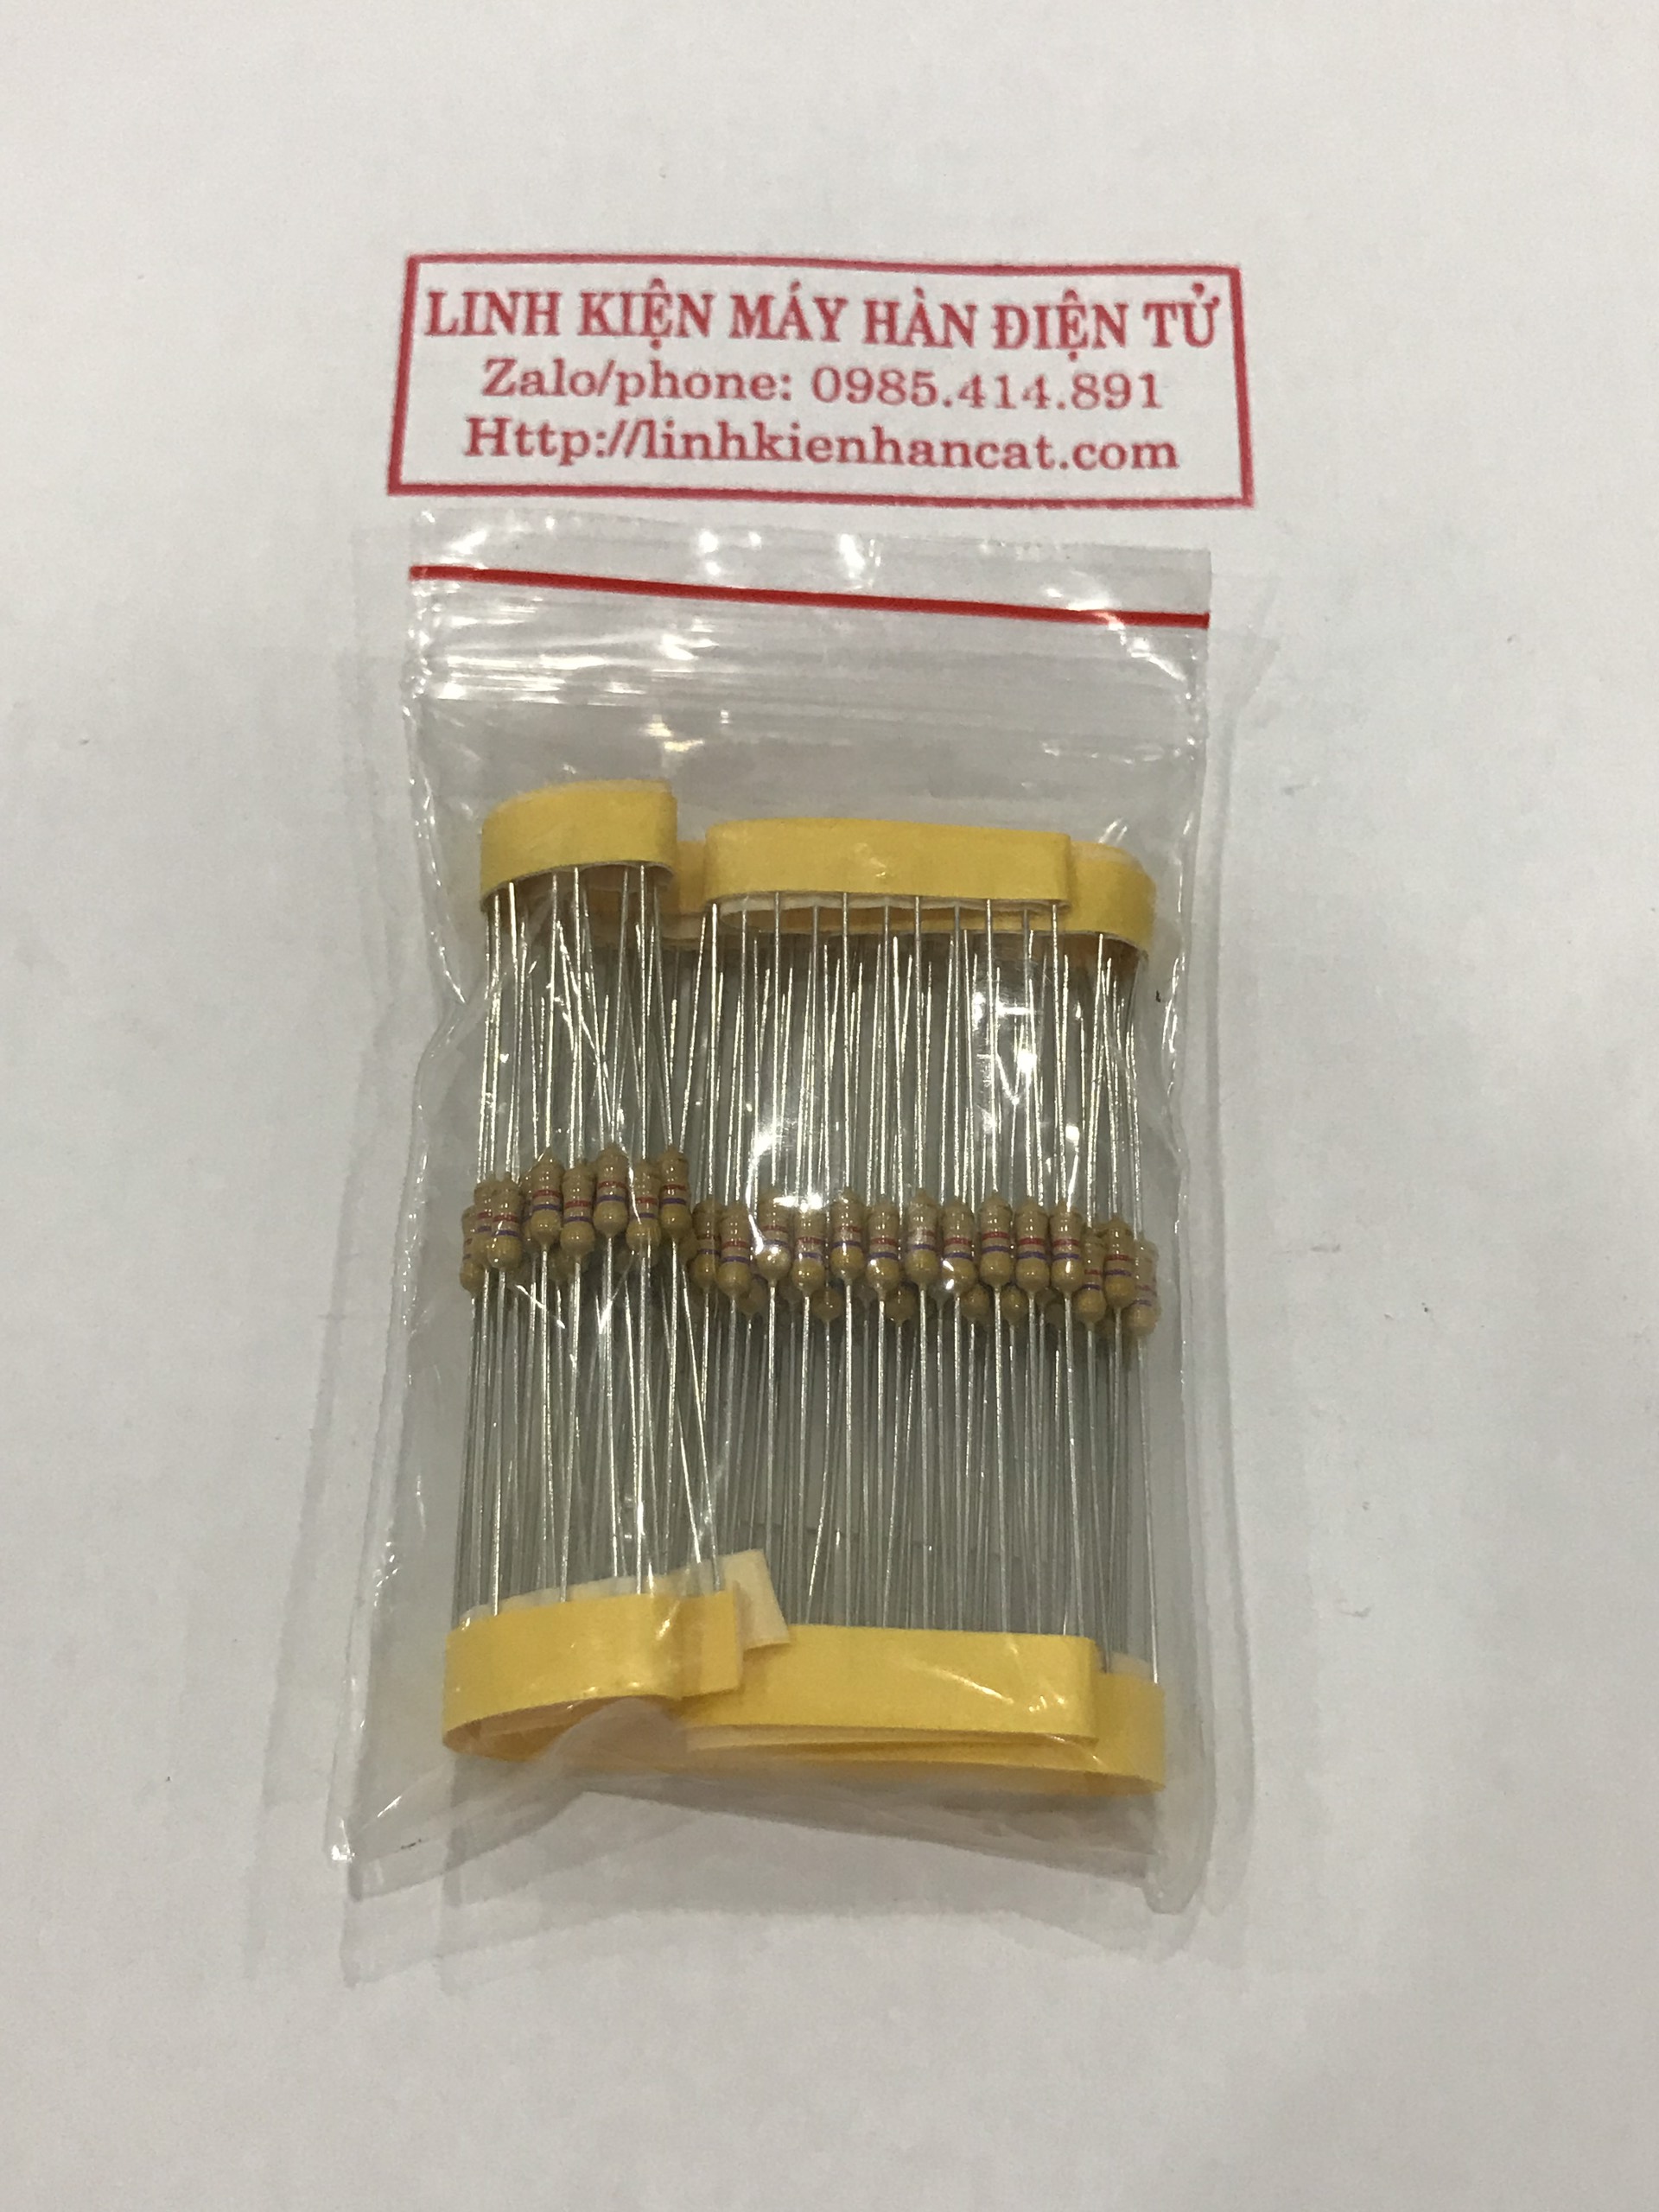 LINH KIỆN MÁY HÀN ĐIỆN TỬ
Zalo/phone: 0985.414.891
Http://linhkienhancat.com